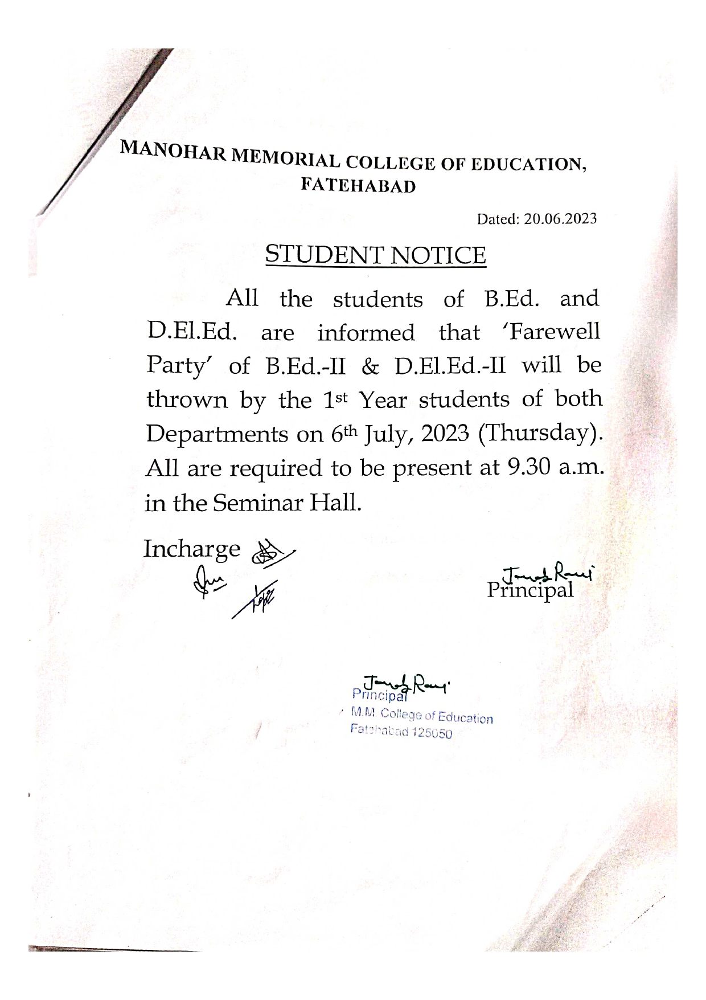 MANOHAR MEMORIAL COLLEGE OF EDUCATION,
FATEHABAD
Dated: 20.06.2023
STUDENT NOTICE
All the students of B.Ed. and
D.El.Ed. are informed that ‘Farewell
Party’ of B.Ed.-II & D.El.Ed.-II will be
thrown by the 1st Year students of both
Departments on 6th July, 2023 (Thursday).
All are required to be present at 9.30 a.m.
in the Seminar Hall.
Incharge
Principal
Principal
M.M. College of Education
Fatehabad 125050